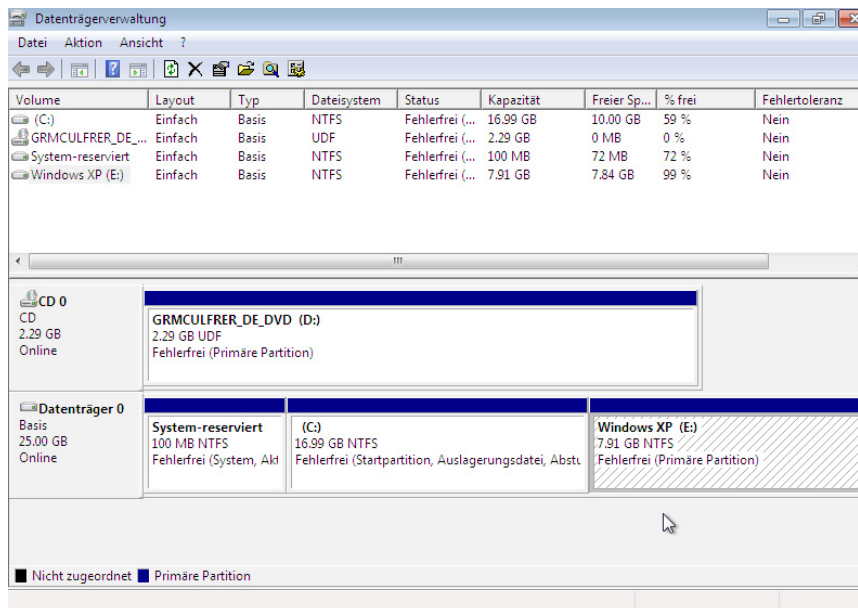 Datenträgerverwaltung
Datei Aktion Ansicht ?
Volume Layout Typ Dateisystem Status Kapazität Freier Sp... % frei Fehlertoleranz
(C:) Einfach Basis NTFS Fehlerfrei (... 16.99 GB 10.00 GB 59 % Nein
GRMCULFRER_DE_... Einfach Basis UDF Fehlerfrei (... 2.29 GB 0 MB 0 % Nein
System-reserviert Einfach Basis NTFS Fehlerfrei (... 100 MB 72 MB 72 % Nein
Windows XP (E:) Einfach Basis NTFS Fehlerfrei (... 7.91 GB 7.84 GB 99 % Nein
CD 0
CD
2.29 GB
Online
GRMCULFRER_DE_DVD (D:)
2.29 GB UDF
Fehlerfrei (Primäre Partition)
Datenträger 0
Basis
25.00 GB
Online
System-reserviert
100 MB NTFS
Fehlerfrei (System, Akt
(C:)
16.99 GB NTFS
Fehlerfrei (Startpartition, Auslagerungsdatei, Abstu
Windows XP (E:)
7.91 GB NTFS
Fehlerfrei (Primäre Partition)
Nicht zugeordnet Primäre Partition